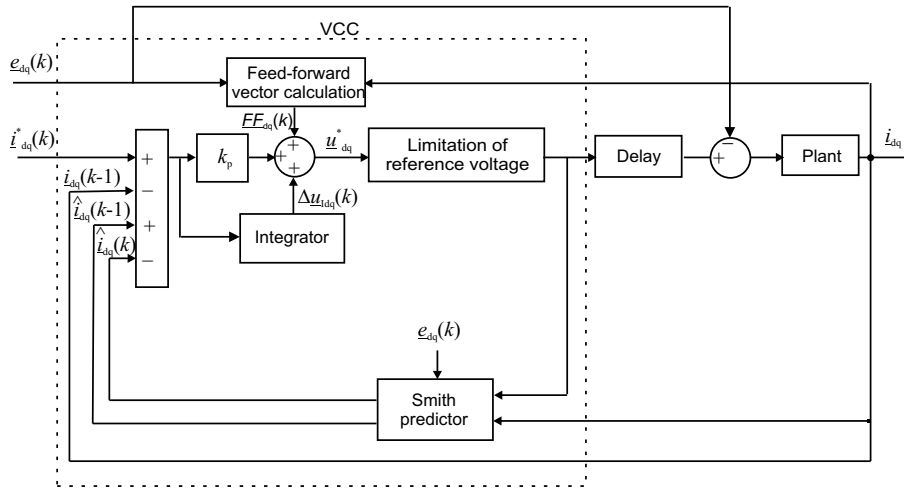 VCC
e_dq(k)
Feed-forward
vector calculation
FF_dq(k)
i*_dq(k)
+
k_p
+
+
+
u*_dq
Limitation of
reference voltage
Delay
+
−
Plant
i_dq
i_dq(k-1)
−
î_dq(k-1)
+
î_dq(k)
−
Δu_Idq(k)
Integrator
e_dq(k)
Smith
predictor